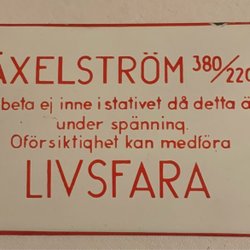 ÄXELSTRÖM 380/220
beta ej inne i stativet då detta ä
under spänning.
Oförsiktighet kan medföra
LIVSFARA